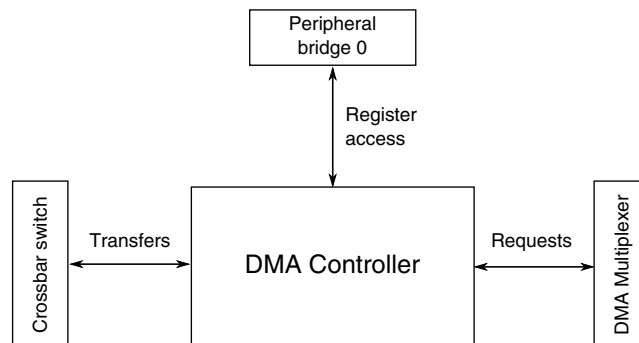 Peripheral
bridge 0
Register
access
Crossbar switch
Transfers
DMA Controller
Requests
DMA Multiplexer